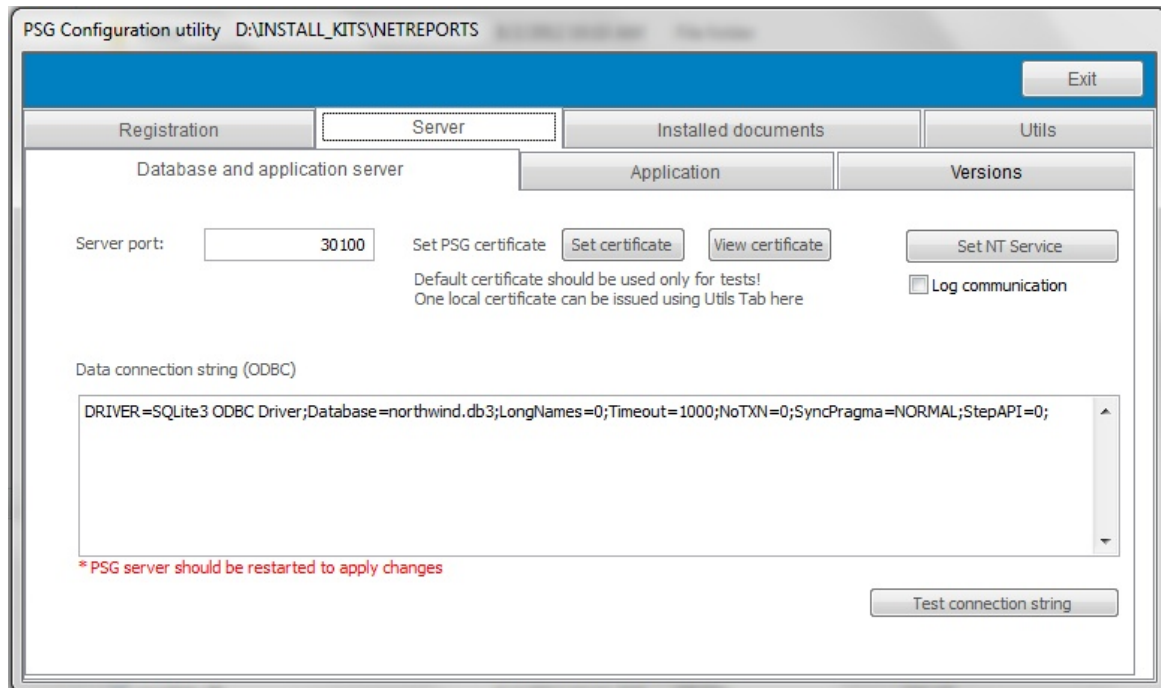 PSG Configuration utility D:\INSTALL_KITS\NETREPORTS
Exit
Registration Server Installed documents Utils
Database and application server Application Versions
Server port: 30100 Set PSG certificate Set certificate View certificate Set NT Service
Default certificate should be used only for tests!
One local certificate can be issued using Utils Tab here
Log communication
Data connection string (ODBC)
DRIVER=SQLite3 ODBC Driver;Database=northwind.db3;LongNames=0;Timeout=1000;NoTXN=0;SyncPragma=NORMAL;StepAPI=0;
* PSG server should be restarted to apply changes
Test connection string